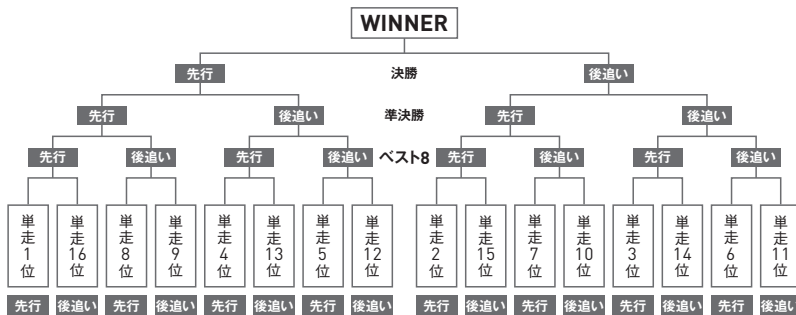 WINNER
先行 決勝 後追い
先行 後追い 準決勝 先行 後追い
先行 後追い 先行 後追い ベスト8 先行 後追い 先行 後追い
単走1位 単走16位 単走8位 単走9位 単走4位 単走13位 単走5位 単走12位 単走2位 単走15位 単走7位 単走10位 単走3位 単走14位 単走6位 単走11位
先行 後追い 先行 後追い 先行 後追い 先行 後追い 先行 後追い 先行 後追い 先行 後追い 先行 後追い